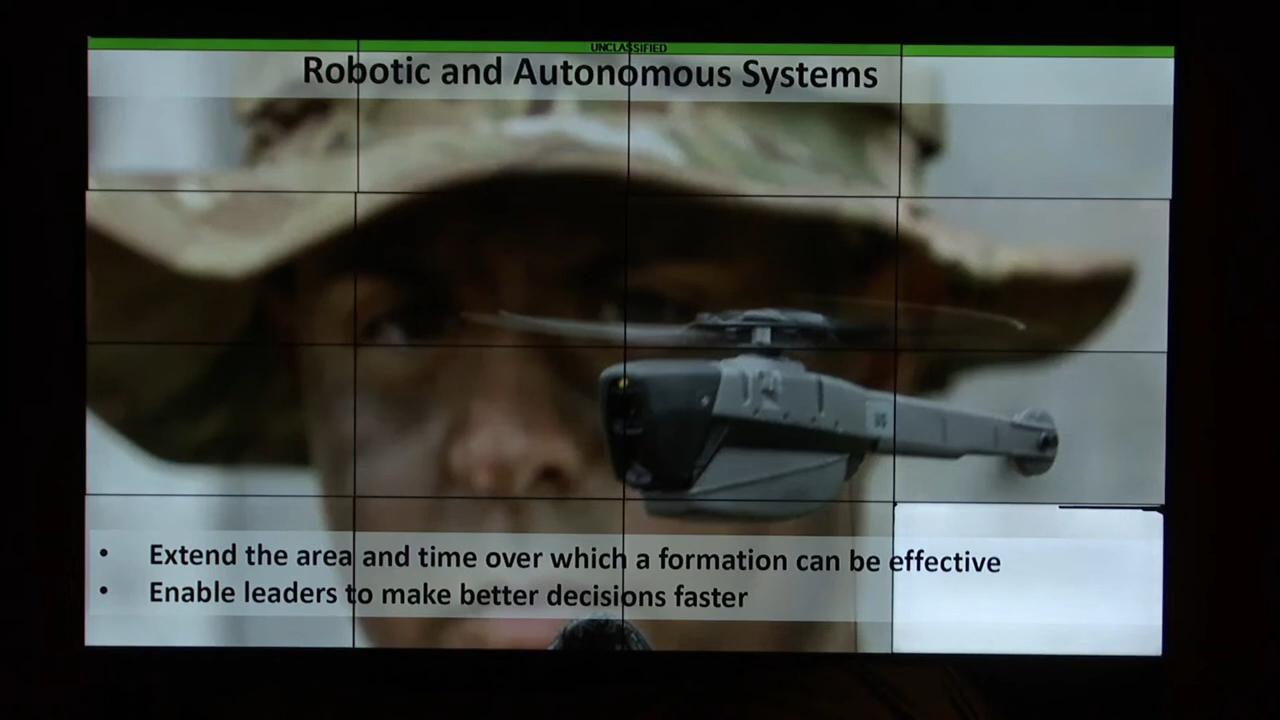 UNCLASSIFIED
Robotic and Autonomous Systems
• Extend the area and time over which a formation can be effective
• Enable leaders to make better decisions faster